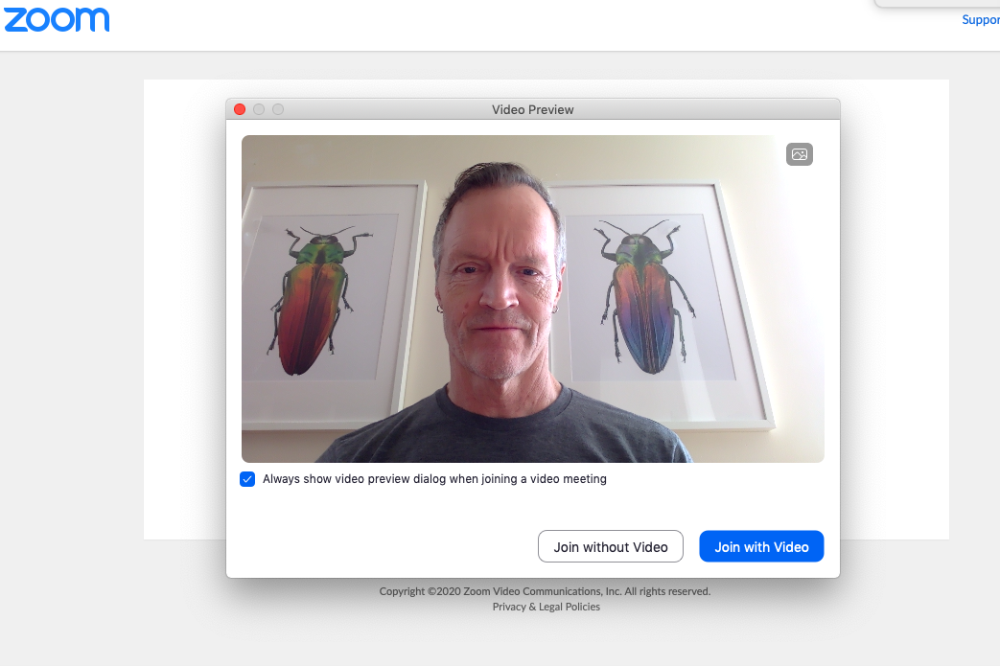 zoom
Suppor
Video Preview
Always show video preview dialog when joining a video meeting
Join without Video
Join with Video
Copyright ©2020 Zoom Video Communications, Inc. All rights reserved.
Privacy & Legal Policies